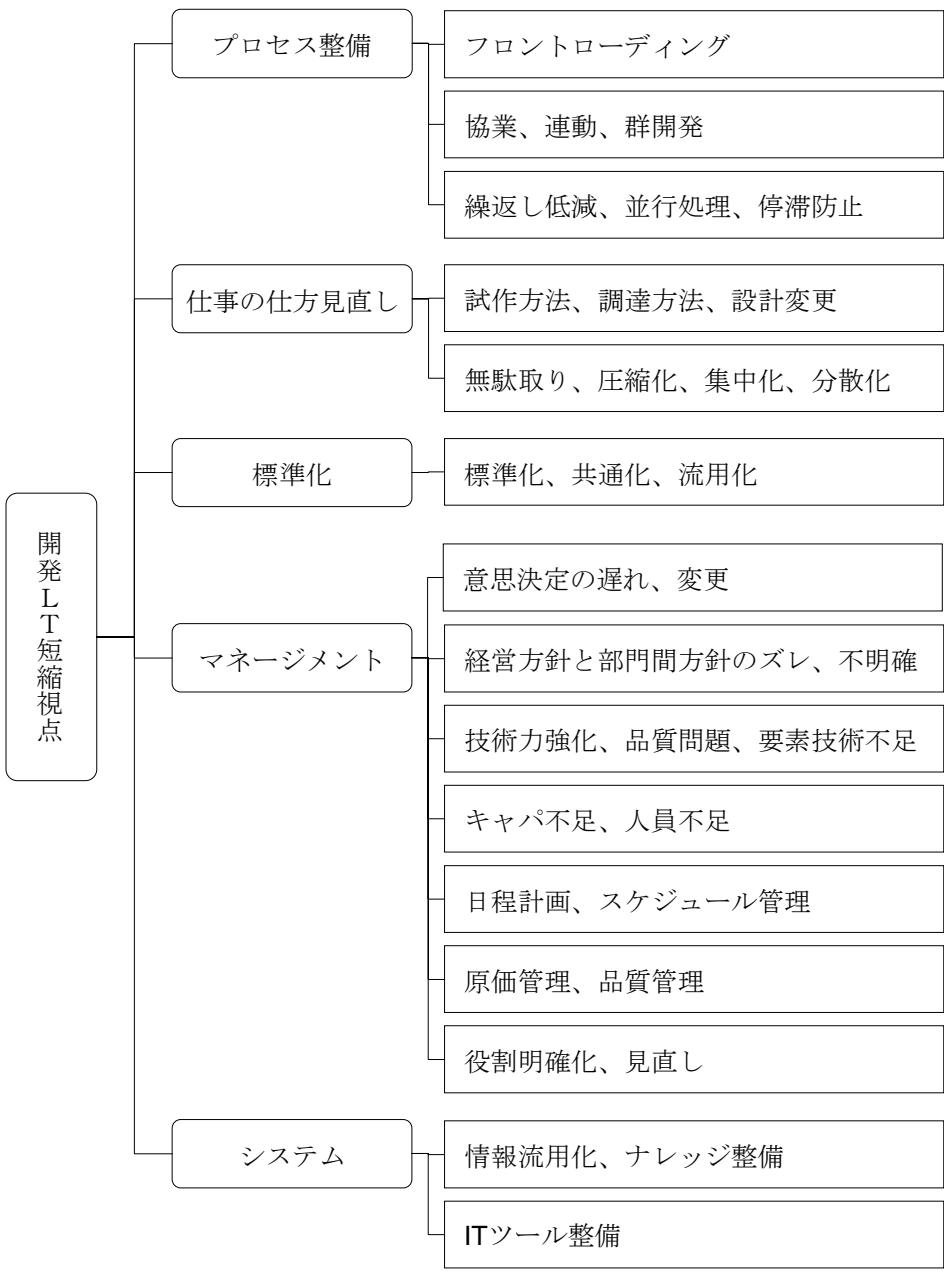 開発LT短縮視点
プロセス整備
フロントローディング
協業、連動、群開発
繰返し低減、並行処理、停滞防止
仕事の仕方見直し
試作方法、調達方法、設計変更
無駄取り、圧縮化、集中化、分散化
標準化
標準化、共通化、流用化
マネージメント
意思決定の遅れ、変更
経営方針と部門間方針のズレ、不明確
技術力強化、品質問題、要素技術不足
キャパ不足、人員不足
日程計画、スケジュール管理
原価管理、品質管理
役割明確化、見直し
システム
情報流用化、ナレッジ整備
ITツール整備